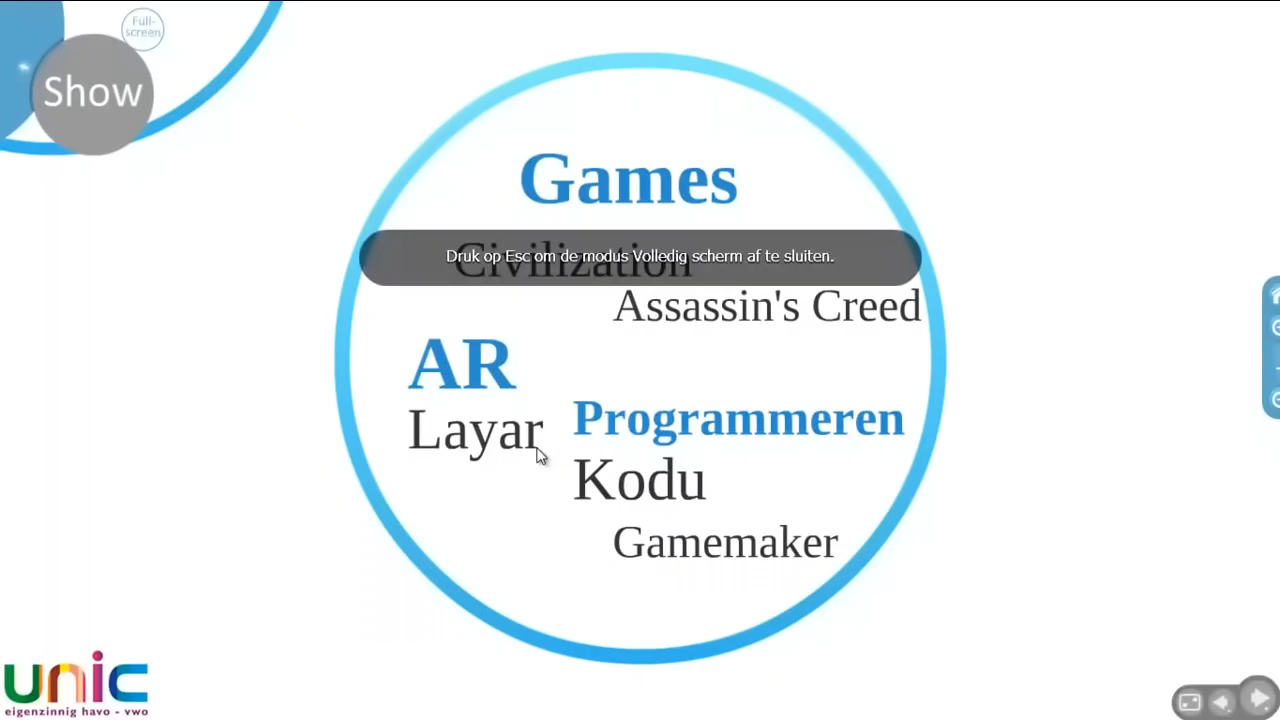 Full-
screen
Show
Games
Civilization
Druk op Esc om de modus Volledig scherm af te sluiten.
Assassin's Creed
AR
Layar
Programmeren
Kodu
Gamemaker
unic
eigenzinnig havo - vwo